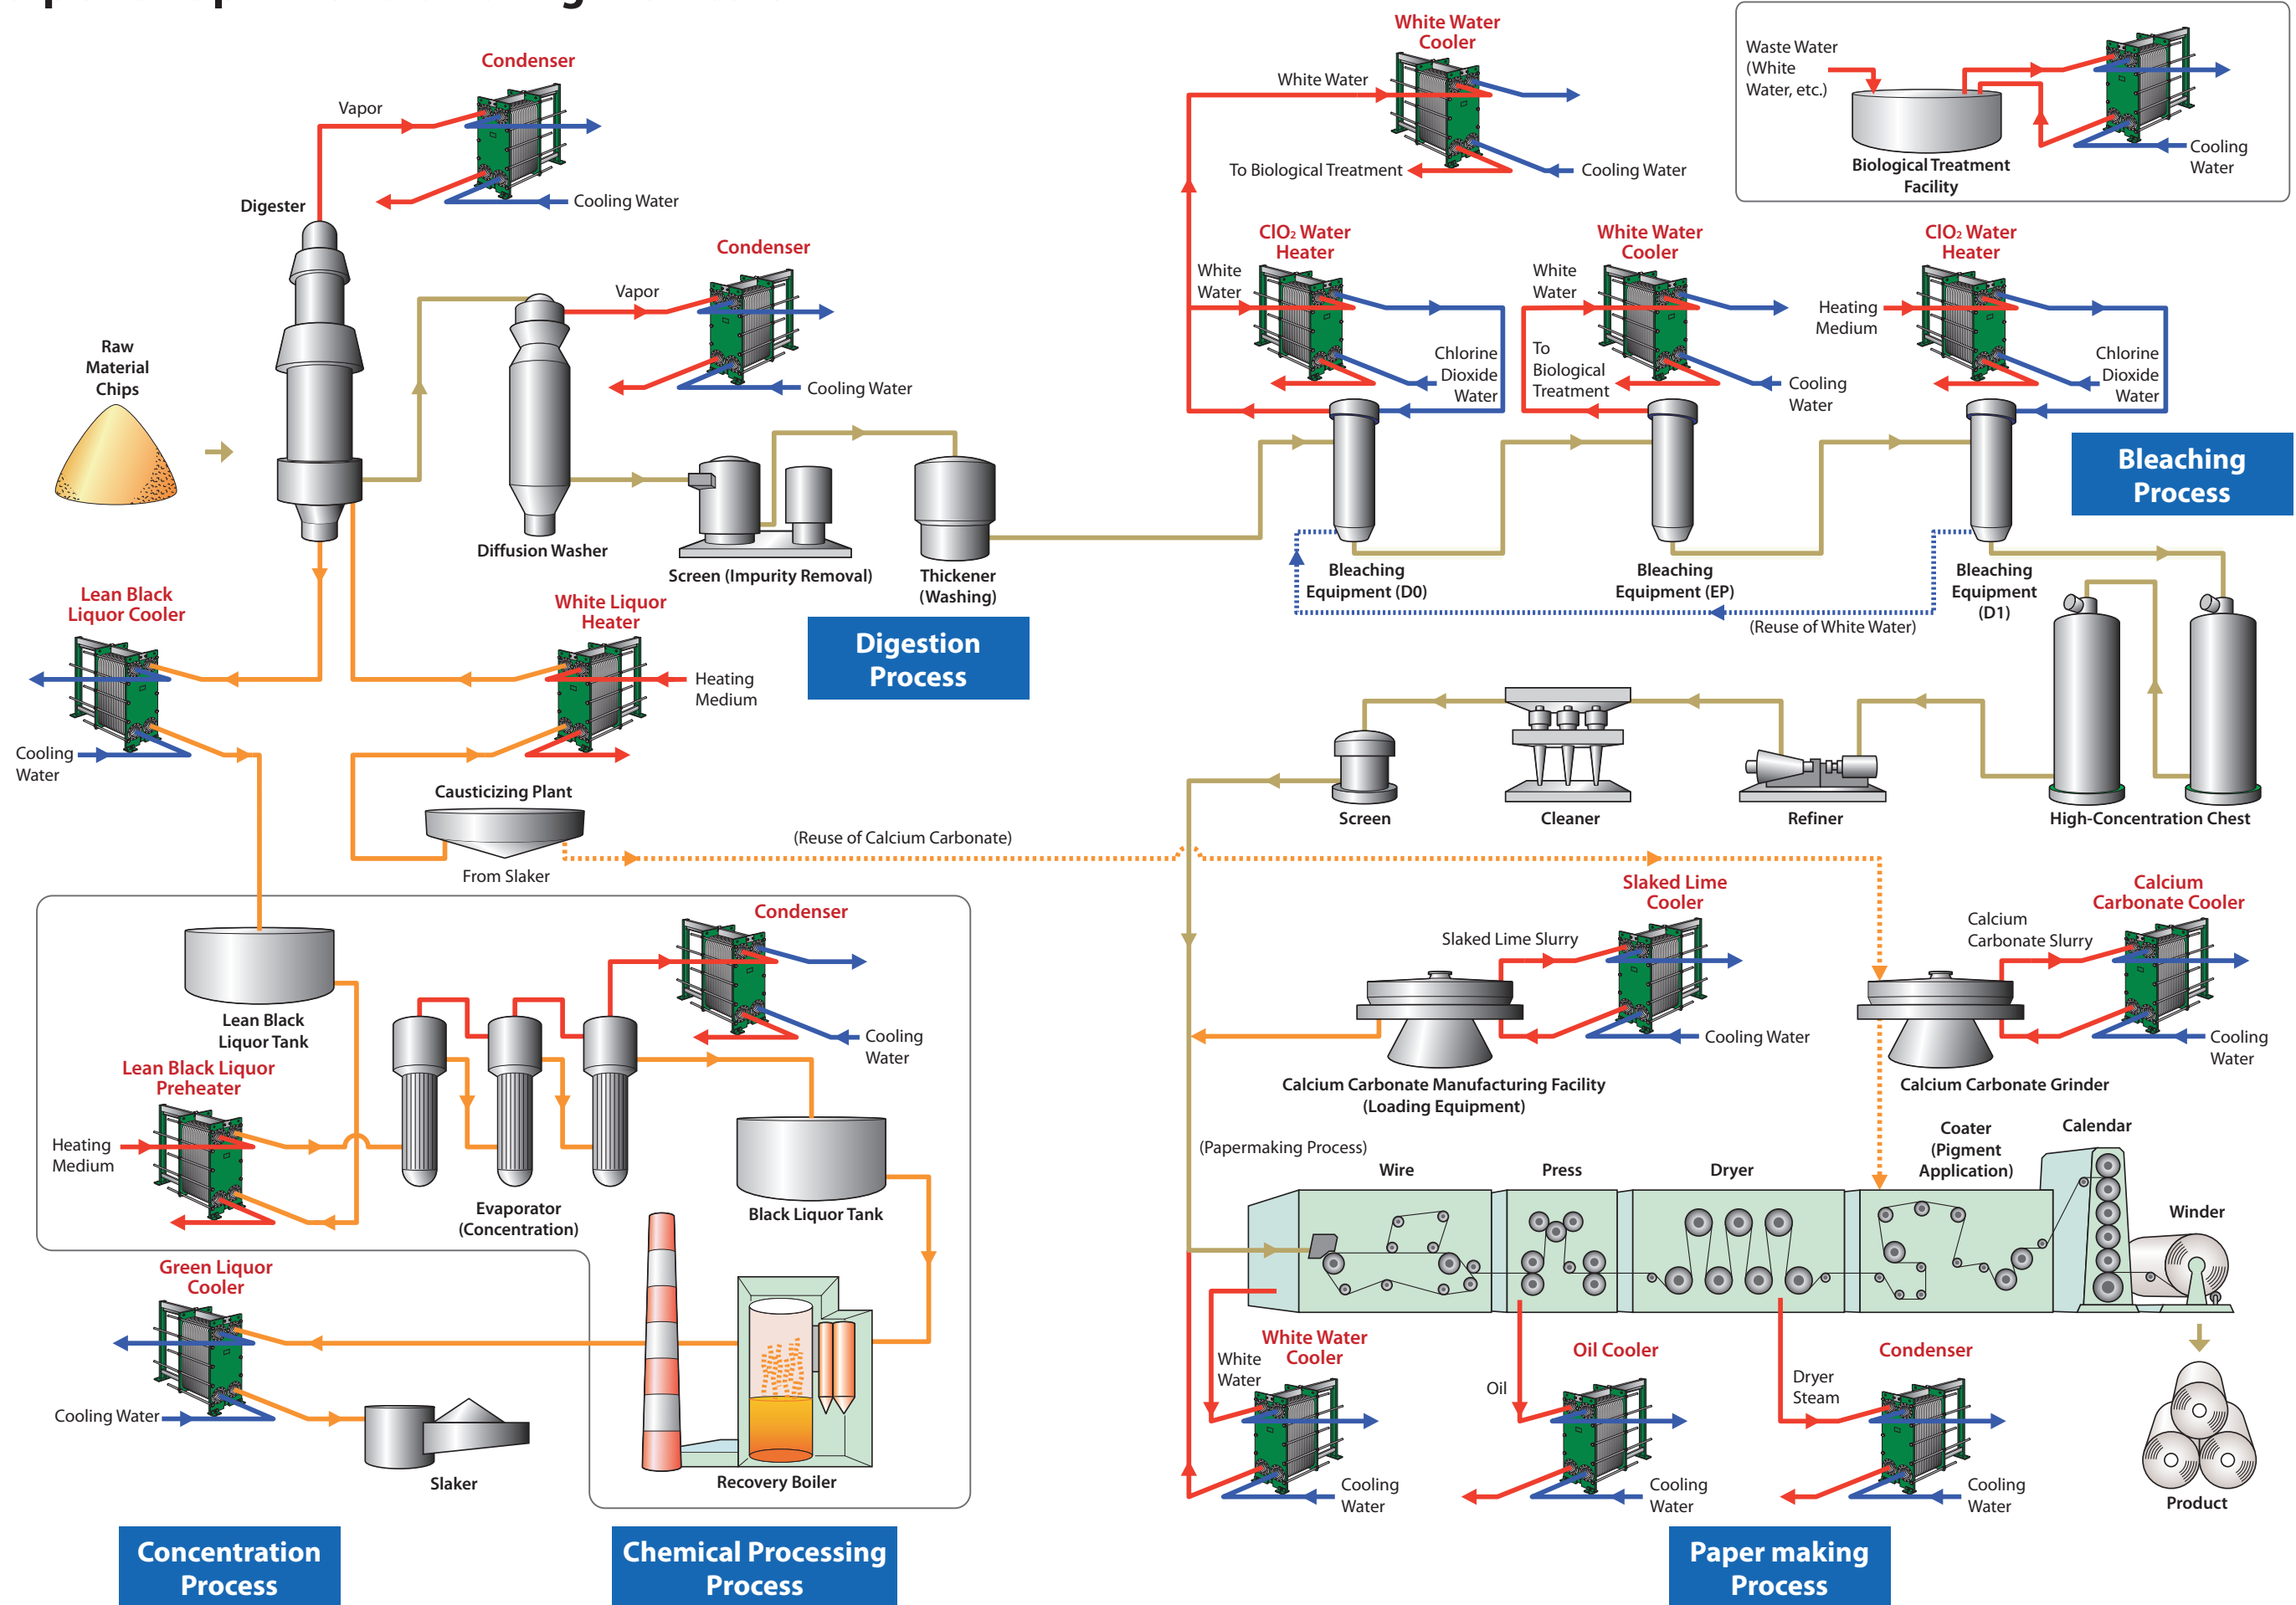 Condenser
Vapor
Cooling Water
Digester
Condenser
Vapor
Cooling Water
Raw
Material
Chips
Diffusion Washer
Screen (Impurity Removal)
Thickener
(Washing)
Lean Black
Liquor Cooler
Cooling
Water
White Liquor
Heater
Heating
Medium
Digestion
Process
Causticizing Plant
From Slaker
(Reuse of Calcium Carbonate)
White Water
Cooler
White Water
To Biological Treatment
Cooling Water
Waste Water
(White
Water, etc.)
Biological Treatment
Facility
Cooling
Water
ClO₂ Water
Heater
White
Water
Chlorine
Dioxide
Water
White Water
Cooler
White
Water
To
Biological
Treatment
Cooling
Water
ClO₂ Water
Heater
Heating
Medium
Chlorine
Dioxide
Water
Bleaching
Process
Bleaching
Equipment (D0)
Bleaching
Equipment (EP)
Bleaching
Equipment
(D1)
(Reuse of White Water)
Screen
Cleaner
Refiner
High-Concentration Chest
Condenser
Cooling
Water
Lean Black
Liquor Tank
Lean Black Liquor
Preheater
Heating
Medium
Evaporator
(Concentration)
Black Liquor Tank
Green Liquor
Cooler
Cooling Water
Slaker
Recovery Boiler
Concentration
Process
Chemical Processing
Process
Slaked Lime
Cooler
Slaked Lime Slurry
Cooling Water
Calcium Carbonate Manufacturing Facility
(Loading Equipment)
Calcium
Carbonate Cooler
Calcium
Carbonate Slurry
Cooling
Water
Calcium Carbonate Grinder
(Papermaking Process)
Wire
Press
Dryer
Coater
(Pigment
Application)
Calendar
Winder
White Water
Cooler
White
Water
Cooling
Water
Oil Cooler
Oil
Cooling
Water
Condenser
Dryer
Steam
Cooling
Water
Product
Paper making
Process